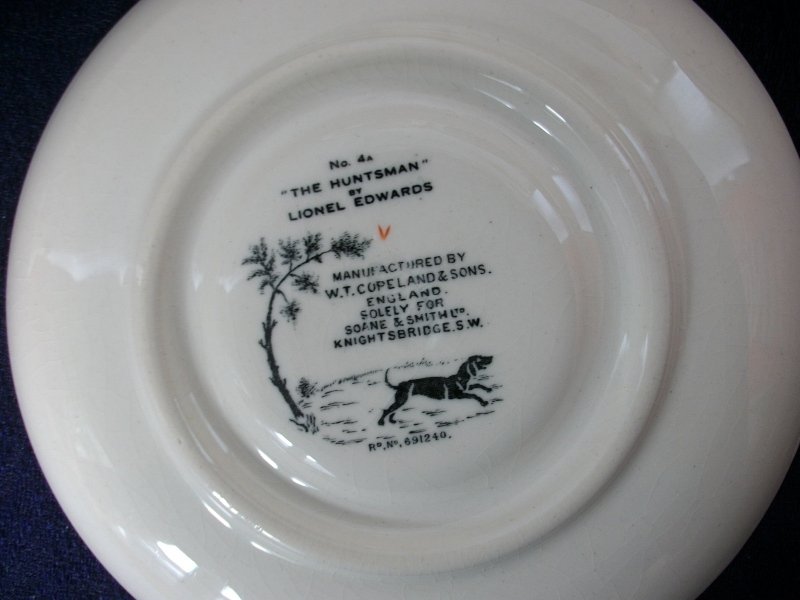 No. 4A
"THE HUNTSMAN"
BY
LIONEL EDWARDS
MANUFACTURED BY
W.T. COPELAND & SONS.
ENGLAND.
SOLELY FOR
SOANE & SMITH LTD.
KNIGHTSBRIDGE. S.W.
RD. NO. 691240.